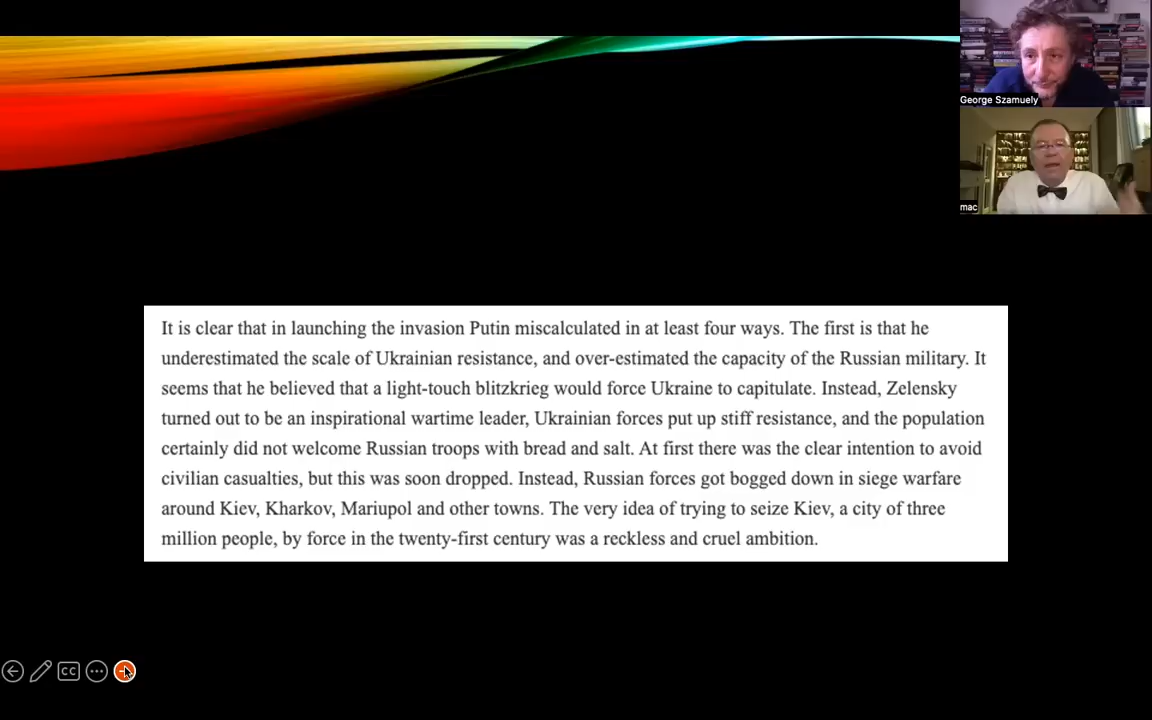 George Szamuely
mac
It is clear that in launching the invasion Putin miscalculated in at least four ways. The first is that he
underestimated the scale of Ukrainian resistance, and over-estimated the capacity of the Russian military. It
seems that he believed that a light-touch blitzkrieg would force Ukraine to capitulate. Instead, Zelensky
turned out to be an inspirational wartime leader, Ukrainian forces put up stiff resistance, and the population
certainly did not welcome Russian troops with bread and salt. At first there was the clear intention to avoid
civilian casualties, but this was soon dropped. Instead, Russian forces got bogged down in siege warfare
around Kiev, Kharkov, Mariupol and other towns. The very idea of trying to seize Kiev, a city of three
million people, by force in the twenty-first century was a reckless and cruel ambition.
CC